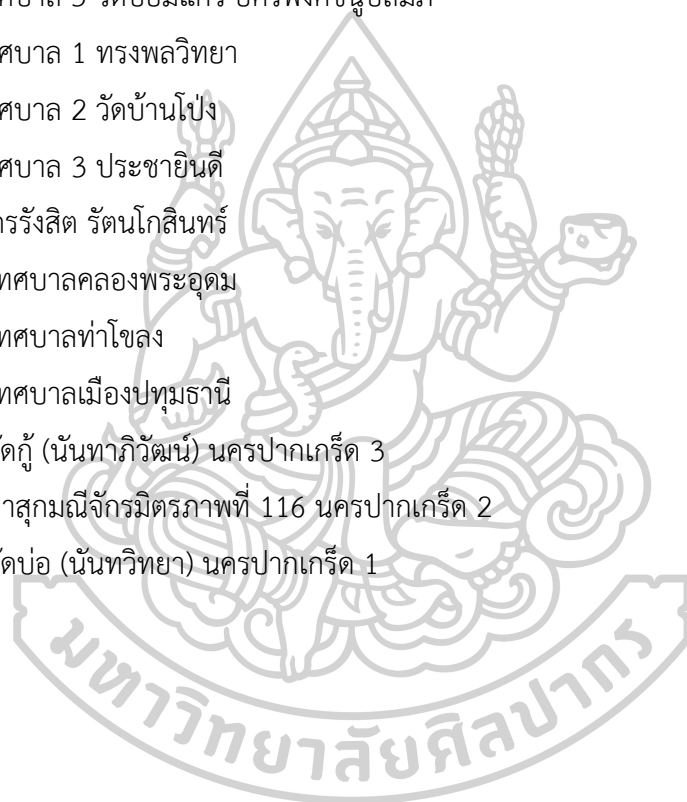 ศบาล 1 ทรงพลวิทยา
ศบาล 2 วัดบ้านโป่ง
ศบาล 3 ประชายินดี
ารรังสิต รัตนโกสินทร์
ทศบาลคลองพระอุดม
ทศบาลท่าโขลง
ทศบาลเมืองปทุมธานี
ัดกู้ (นันทาภิวัฒน์) นครปากเกร็ด 3
าสุกมณีจักรมิตรภาพที่ 116 นครปากเกร็ด 2
ัดบ่อ (นันทวิทยา) นครปากเกร็ด 1
มหาวิทยาลัยศิลปากร